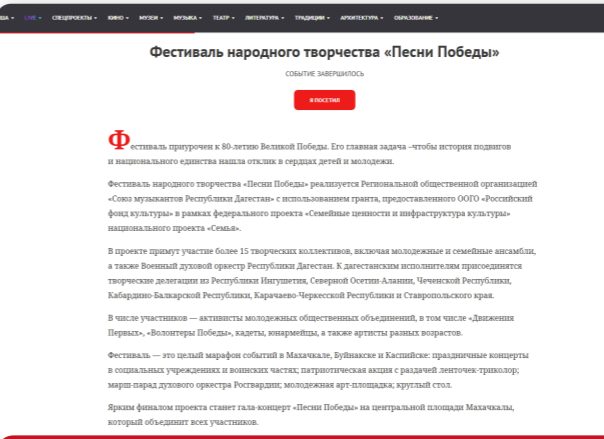 ША LIVE СПЕЦПРОЕКТЫ КИНО МУЗЕИ МУЗЫКА ТЕАТР ЛИТЕРАТУРА ТРАДИЦИИ АРХИТЕКТУРА ОБРАЗОВАНИЕ
Фестиваль народного творчества «Песни Победы»
СОБЫТИЕ ЗАВЕРШИЛОСЬ
Я ПОСЕТИЛ
Фестиваль приурочен к 80-летию Великой Победы. Его главная задача –чтобы история подвигов
и национального единства нашла отклик в сердцах детей и молодежи.
Фестиваль народного творчества «Песни Победы» реализуется Региональной общественной организацией
«Союз музыкантов Республики Дагестан» с использованием гранта, предоставленного ООГО «Российский
фонд культуры» в рамках федерального проекта «Семейные ценности и инфраструктура культуры»
национального проекта «Семья».
В проекте примут участие более 15 творческих коллективов, включая молодежные и семейные ансамбли,
а также Военный духовой оркестр Республики Дагестан. К дагестанским исполнителям присоединятся
творческие делегации из Республики Ингушетия, Северной Осетии-Алании, Чеченской Республики,
Кабардино-Балкарской Республики, Карачаево-Черкесской Республики и Ставропольского края.
В числе участников — активисты молодежных общественных объединений, в том числе «Движения
Первых», «Волонтеры Победы», кадеты, юнармейцы, а также артисты разных возрастов.
Фестиваль — это целый марафон событий в Махачкале, Буйнакске и Каспийске: праздничные концерты
в социальных учреждениях и воинских частях; патриотическая акция с раздачей ленточек-триколор;
марш-парад духового оркестра Росгвардии; молодежная арт-площадка; круглый стол.
Ярким финалом проекта станет гала-концерт «Песни Победы» на центральной площади Махачкалы,
который объединит всех участников.